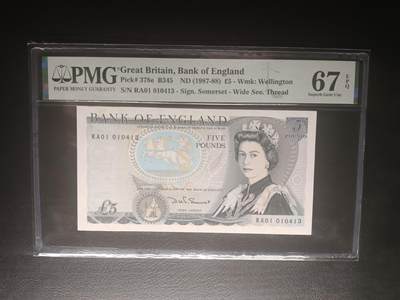 PMG
PAPER MONEY GUARANTY
Great Britain, Bank of England
Pick# 378e B345 ND (1987-88) £5 - Wmk: Wellington
S/N RA01 010413 - Sign. Somerset - Wide Sec. Thread
67 EPQ
Superb Gem Unc
BANK OF ENGLAND
RA01 010413
FIVE
POUNDS
5
£5
RA01 010413